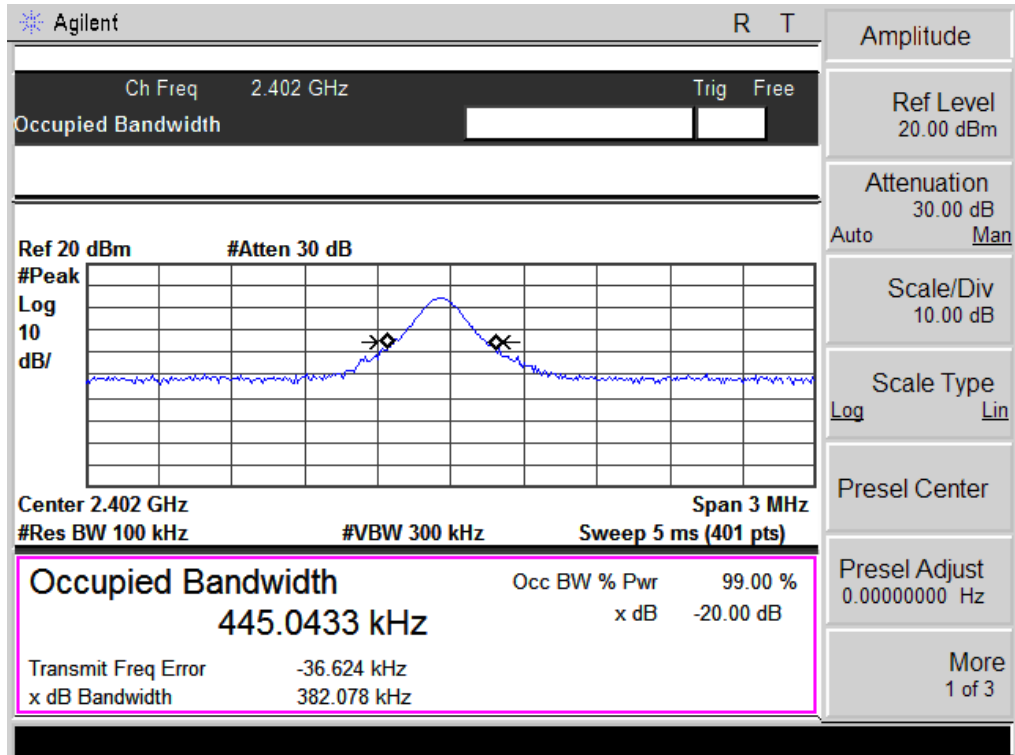 Agilent R T
Ch Freq 2.402 GHz Trig Free
Occupied Bandwidth
Ref 20 dBm #Atten 30 dB
#Peak
Log
10
dB/
Center 2.402 GHz Span 3 MHz
#Res BW 100 kHz #VBW 300 kHz Sweep 5 ms (401 pts)
Occupied Bandwidth Occ BW % Pwr 99.00 %
445.0433 kHz x dB -20.00 dB
Transmit Freq Error -36.624 kHz
x dB Bandwidth 382.078 kHz
Amplitude
Ref Level
20.00 dBm
Attenuation
30.00 dB
Auto Man
Scale/Div
10.00 dB
Scale Type
Log Lin
Presel Center
Presel Adjust
0.00000000 Hz
More
1 of 3